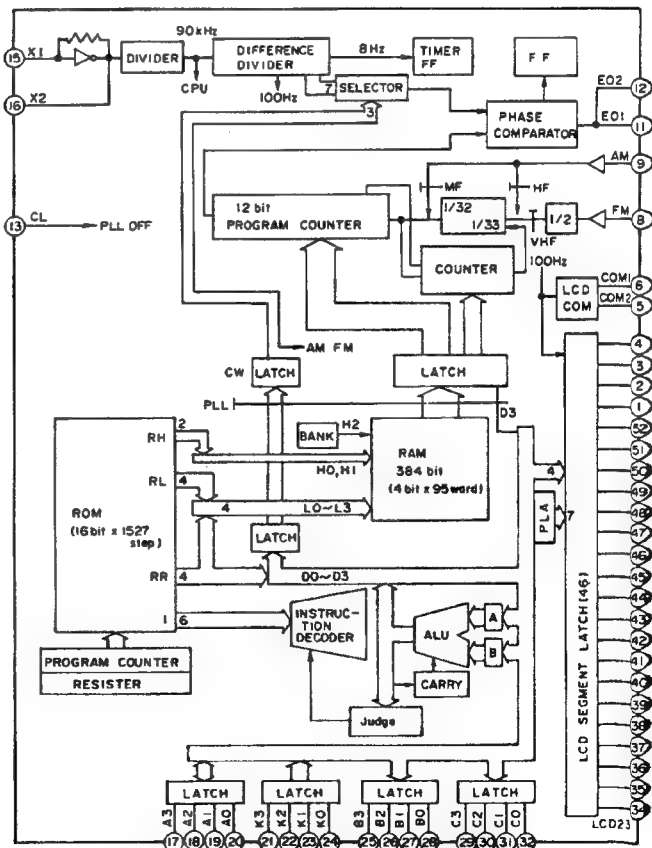 90kHz
15 X1
DIVIDER
DIFFERENCE
DIVIDER
8Hz
TIMER
FF
F F
EO2 12
16 X2
CPU
100Hz
7
SELECTOR
3
PHASE
COMPARATOR
EO1 11
AM 9
MF
HF
12 bit
PROGRAM COUNTER
1/32
1/33
1/2
FM 8
VHF
100Hz
13 CL
PLL OFF
COUNTER
LCD
COM
COM1 6
COM2 5
AM FM
CW
LATCH
LATCH
PLL
D3
ROM
(16bit x 1527
step)
2
RH
RL
4
RR
4
I
6
BANK
H2
H0, H1
4
L0~L3
RAM
384 bit
(4bit x 95ward)
LATCH
D0~D3
4
PLA
7
INSTRUC-
TION
DECODER
ALU
A
B
CARRY
Judge
PROGRAM COUNTER
RESISTER
LCD SEGMENT LATCH(46)
4
3
2
1
52
51
50
49
48
47
46
45
44
43
42
41
40
39
38
37
36
35
34
LCD23
LATCH
LATCH
LATCH
LATCH
A3 A2 A1 A0 K3 K2 K1 K0 B3 B2 B1 B0 C3 C2 C1 C0
17 18 19 20 21 22 23 24 25 26 27 28 29 30 31 32